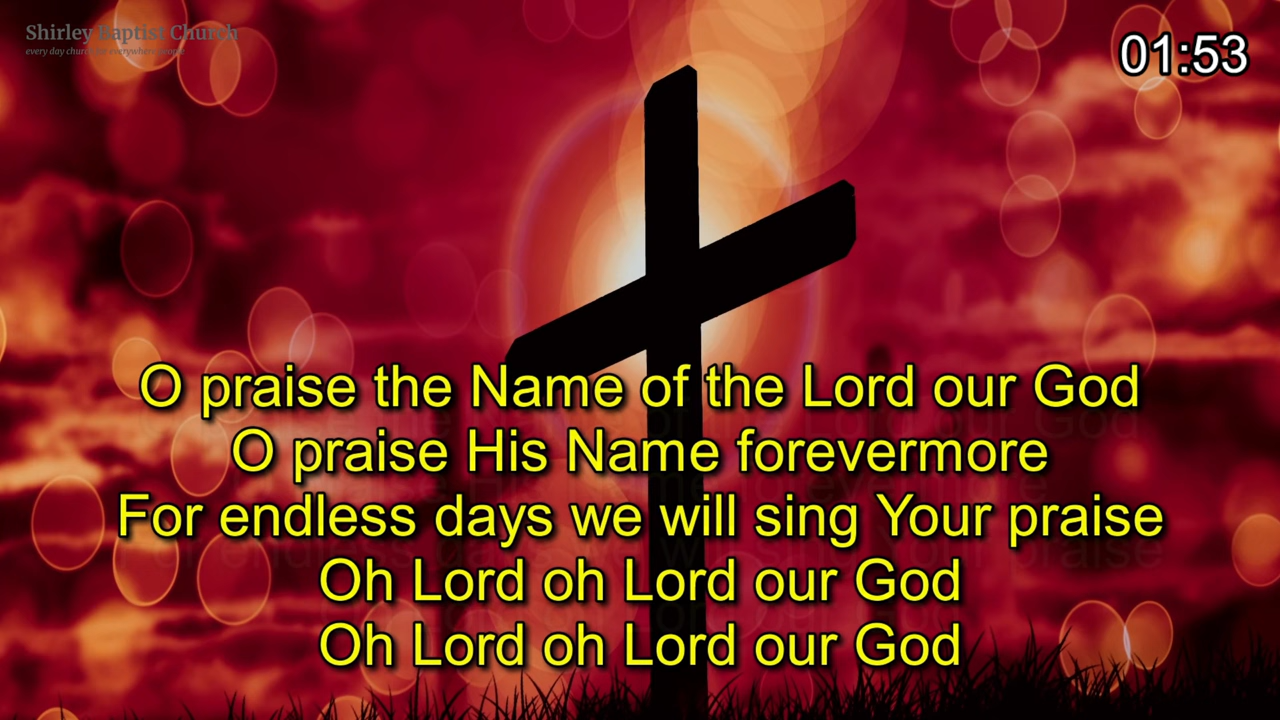 Shirley Baptist Church
every day church for everywhere people
01:53
O praise the Name of the Lord our God
O praise His Name forevermore
For endless days we will sing Your praise
Oh Lord oh Lord our God
Oh Lord oh Lord our God